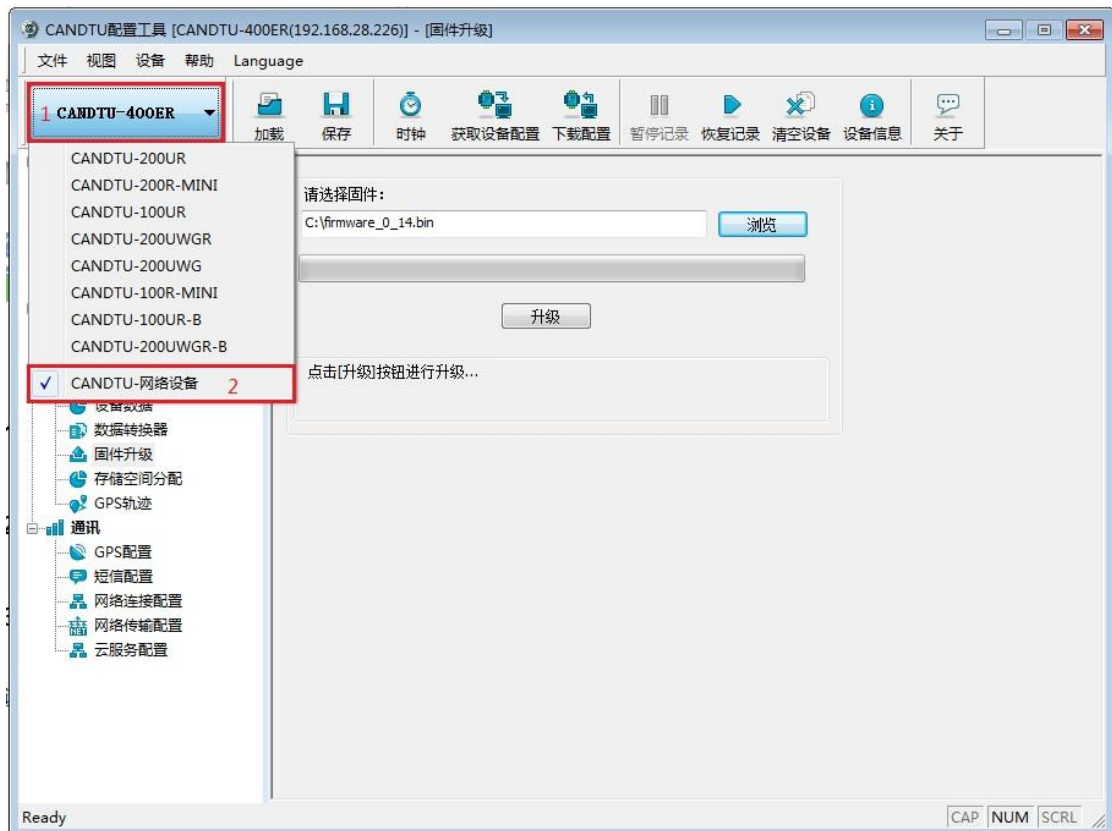 CANDTU配置工具 [CANDTU-400ER(192.168.28.226)] - [固件升级]
文件 视图 设备 帮助 Language
1 CANDTU-400ER
加载 保存 时钟 获取设备配置 下载配置 暂停记录 恢复记录 清空设备 设备信息 关于
CANDTU-200UR
CANDTU-200R-MINI
CANDTU-100UR
CANDTU-200UWGR
CANDTU-200UWG
CANDTU-100R-MINI
CANDTU-100UR-B
CANDTU-200UWGR-B
CANDTU-网络设备 2
设备数据
数据转换器
固件升级
存储空间分配
GPS轨迹
通讯
GPS配置
短信配置
网络连接配置
NET 网络传输配置
云服务配置
请选择固件:
C:\firmware_0_14.bin 浏览
升级
点击[升级]按钮进行升级...
Ready CAP NUM SCRL